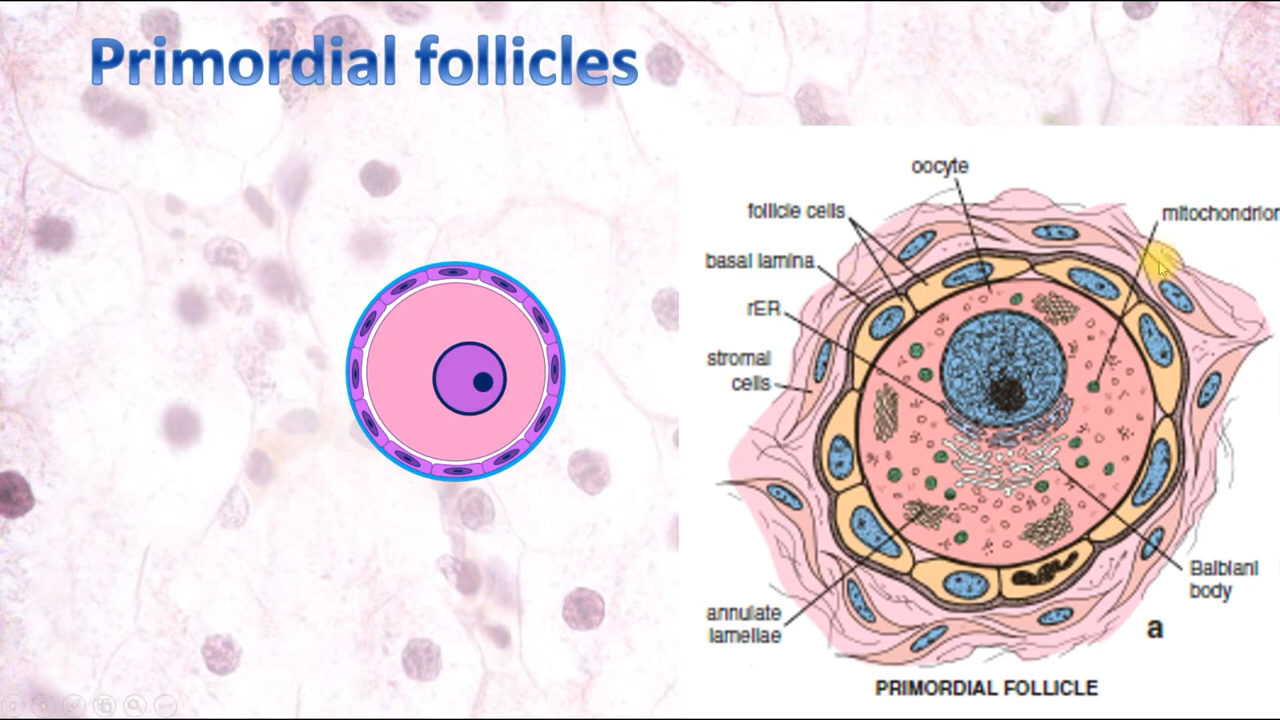 Primordial follicles
oocyte
follicle cells
mitochondrion
basal lamina
rER
stromal
cells
Balbiani
body
annulate
lamellae
a
PRIMORDIAL FOLLICLE